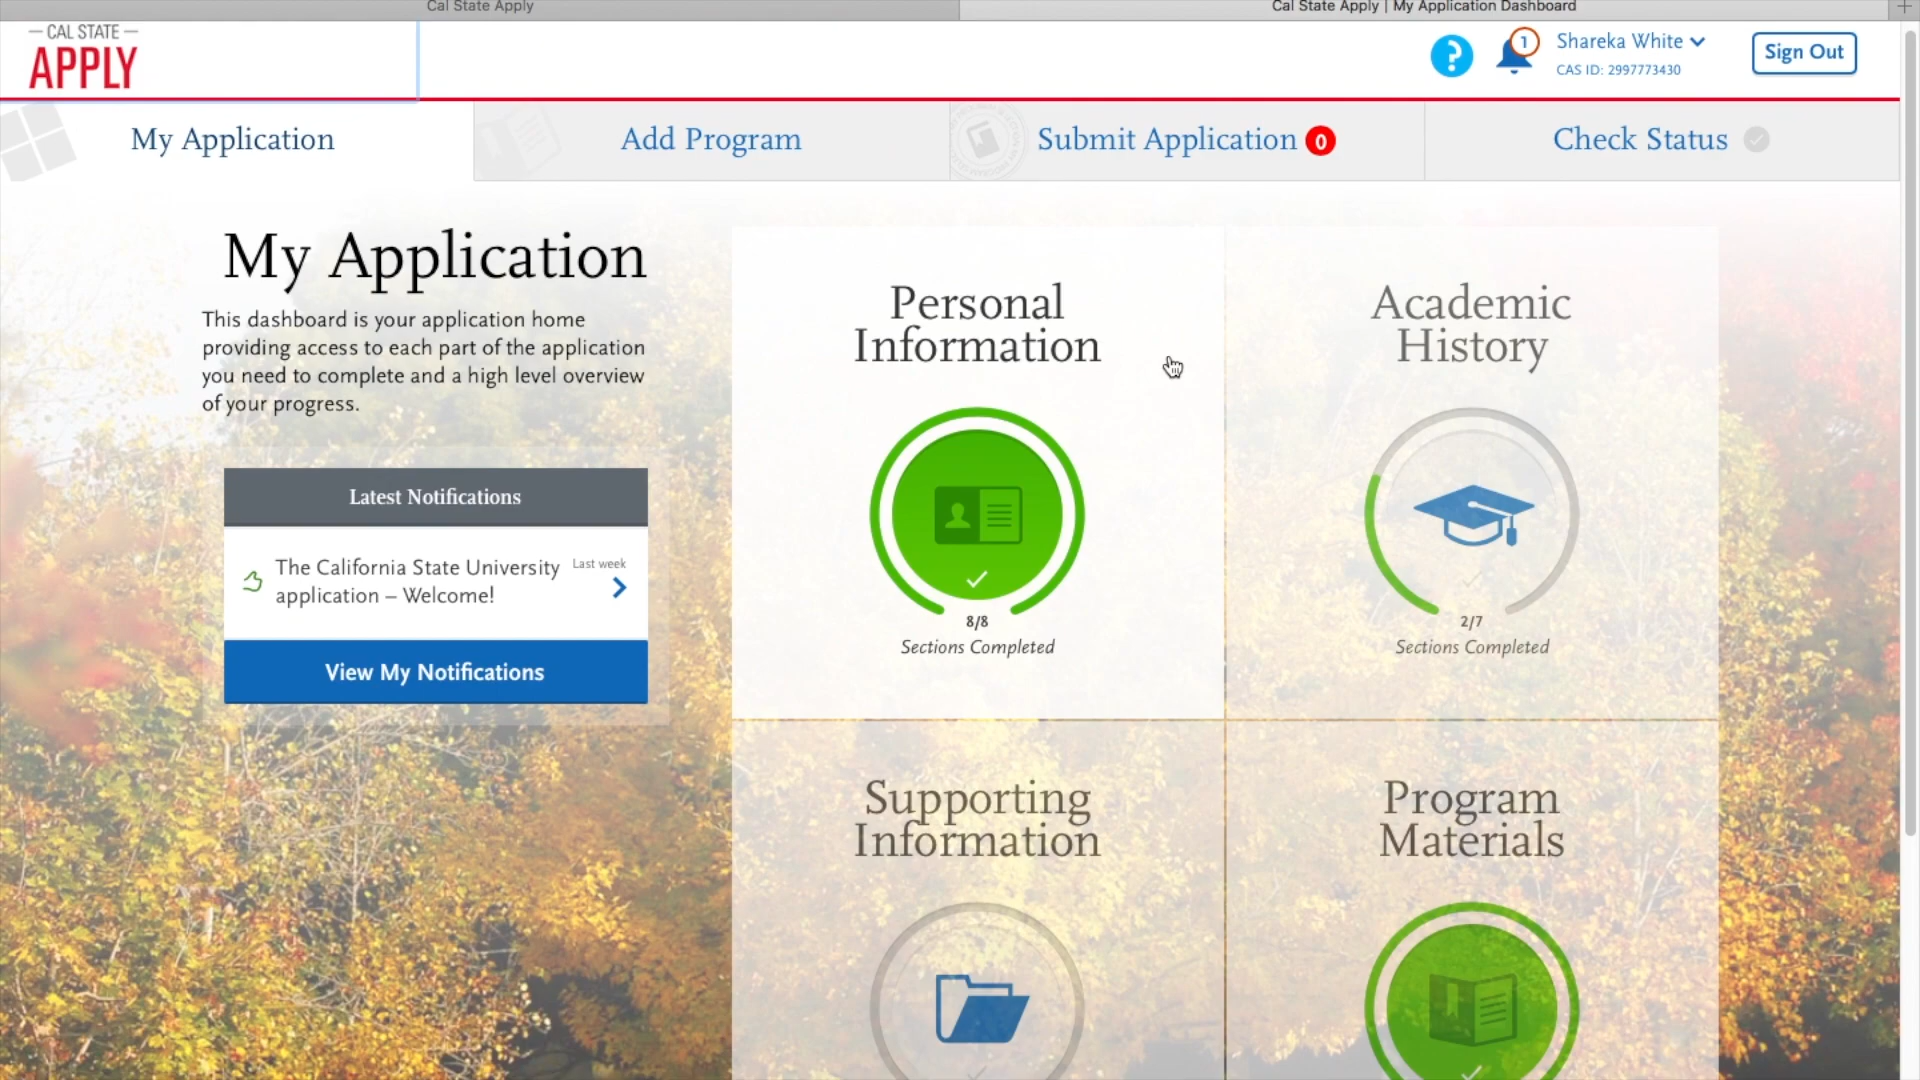 Cal State Apply
Cal State Apply | My Application Dashboard
— CAL STATE —
APPLY
?
1
Shareka White
CAS ID: 2997773430
Sign Out
My Application
Add Program
Submit Application 0
Check Status
My Application
This dashboard is your application home
providing access to each part of the application
you need to complete and a high level overview
of your progress.
Latest Notifications
The California State University
application – Welcome!
Last week
View My Notifications
Personal
Information
8/8
Sections Completed
Academic
History
2/7
Sections Completed
Supporting
Information
Program
Materials